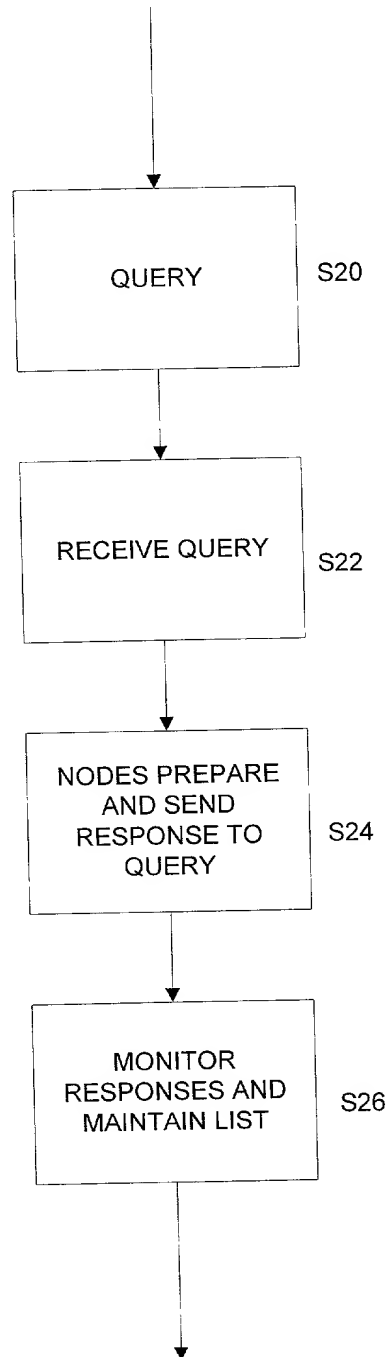 QUERY
S20
RECEIVE QUERY
S22
NODES PREPARE
AND SEND
RESPONSE TO
QUERY
S24
MONITOR
RESPONSES AND
MAINTAIN LIST
S26